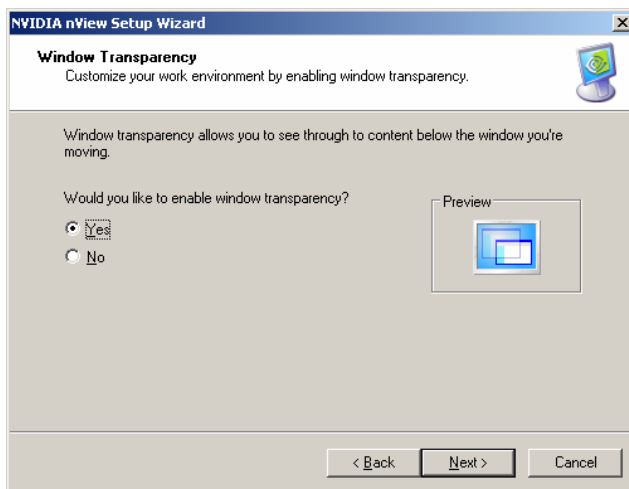 NVIDIA nView Setup Wizard
Window Transparency
Customize your work environment by enabling window transparency.
Window transparency allows you to see through to content below the window you're
moving.
Would you like to enable window transparency?
Preview
Yes
No
< Back
Next >
Cancel